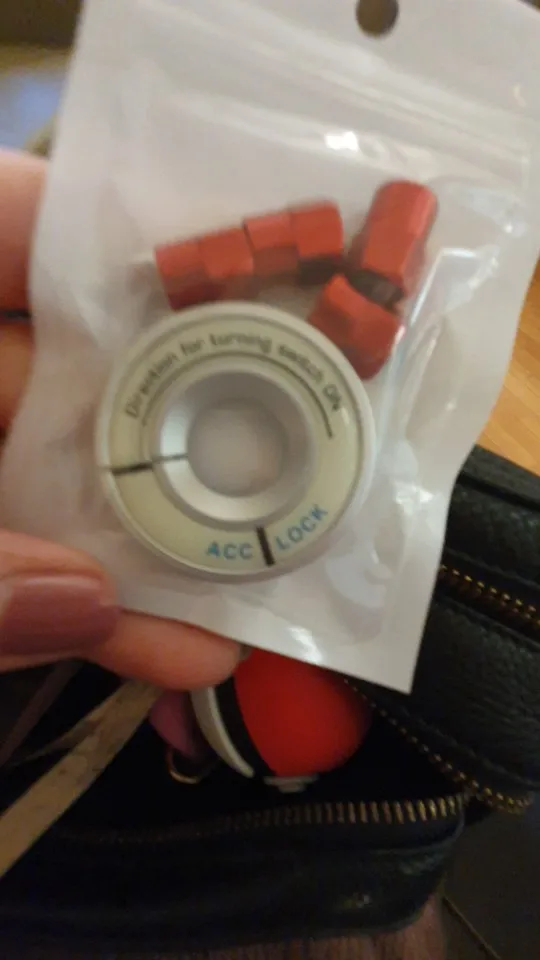 Direction for turning switch ON
ACC
LOCK